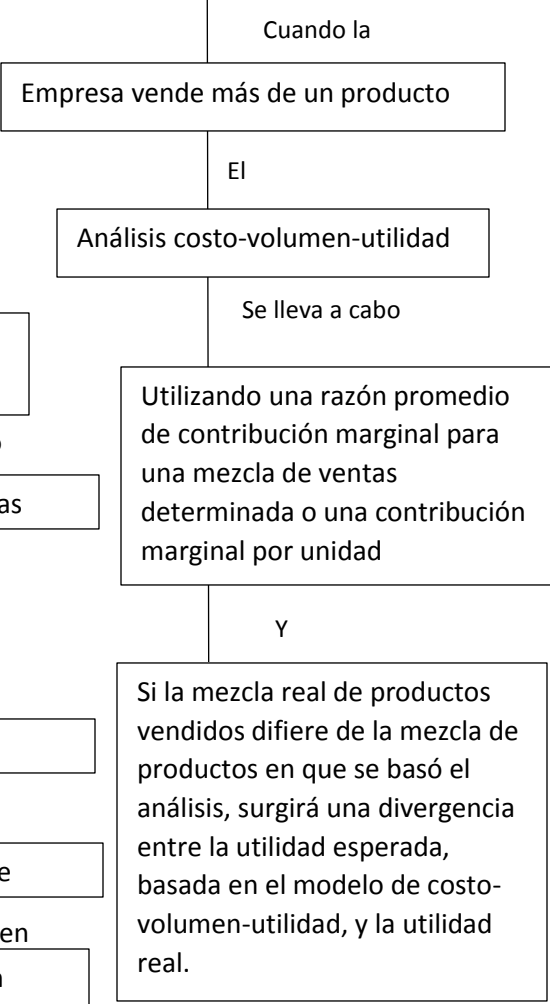 Cuando la
Empresa vende más de un producto
El
Análisis costo-volumen-utilidad
Se lleva a cabo
Utilizando una razón promedio
de contribución marginal para
una mezcla de ventas
determinada o una contribución
marginal por unidad
Y
Si la mezcla real de productos
vendidos difiere de la mezcla de
productos en que se basó el
análisis, surgirá una divergencia
entre la utilidad esperada,
basada en el modelo de costo-
volumen-utilidad, y la utilidad
real.